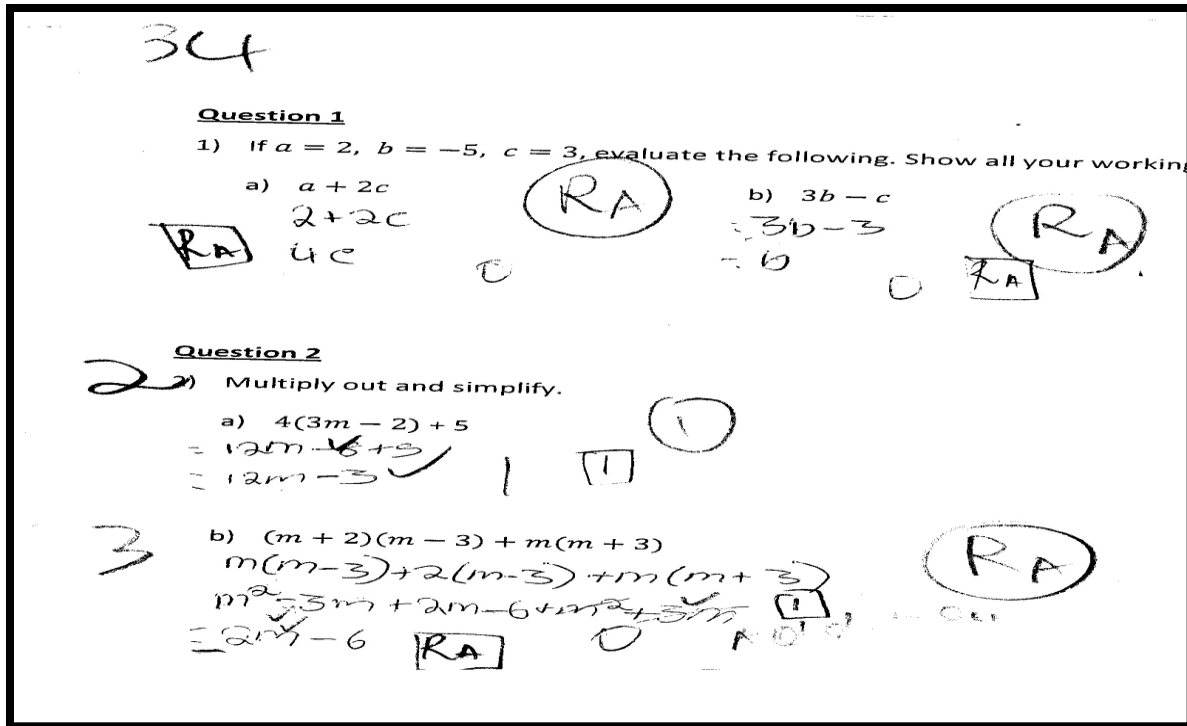 34
Question 1
1) If a = 2, b = −5, c = 3, evaluate the following. Show all your working
a) a + 2c
RA
b) 3b − c
RA
2+2c
= 3b-3
RA
4c
0
= b
0
RA
Question 2
2
2) Multiply out and simplify.
a) 4(3m − 2) + 5
1
= 12m-8+5
= 12m-3
1
1
3
b) (m + 2)(m − 3) + m(m + 3)
RA
m(m-3)+2(m-3)+m(m+3)
m²-3m+2m-6+m²+3m
1
= 2m-6
RA
0